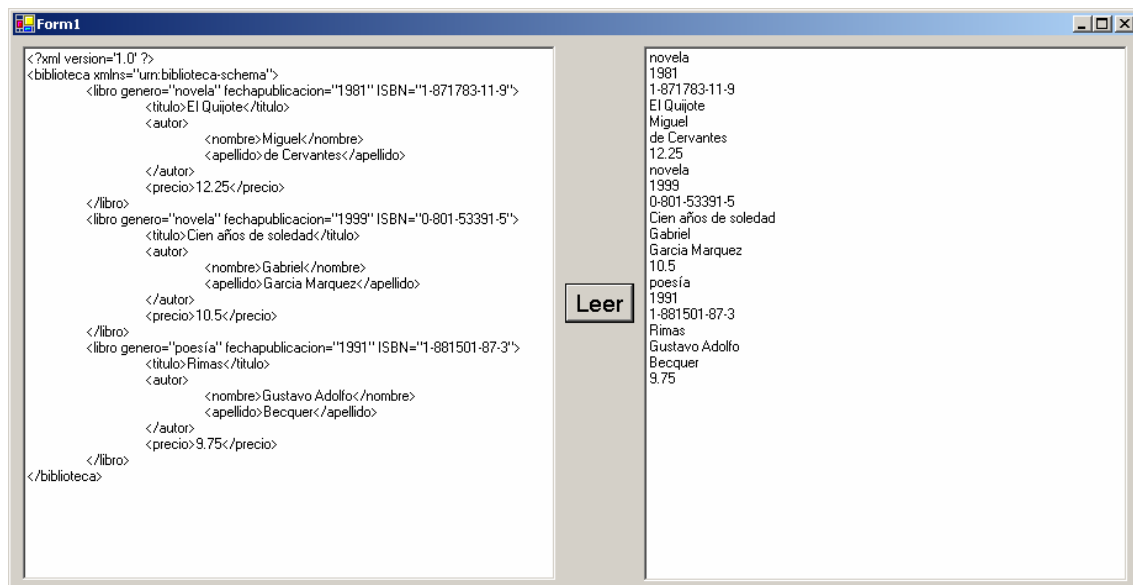 Form1
<?xml version='1.0' ?>
<biblioteca xmlns="urn:biblioteca-schema">
<libro genero="novela" fechapublicacion="1981" ISBN="1-871783-11-9">
<titulo>El Quijote</titulo>
<autor>
<nombre>Miguel</nombre>
<apellido>de Cervantes</apellido>
</autor>
<precio>12.25</precio>
</libro>
<libro genero="novela" fechapublicacion="1999" ISBN="0-801-53391-5">
<titulo>Cien años de soledad</titulo>
<autor>
<nombre>Gabriel</nombre>
<apellido>Garcia Marquez</apellido>
</autor>
<precio>10.5</precio>
</libro>
<libro genero="poesía" fechapublicacion="1991" ISBN="1-881501-87-3">
<titulo>Rimas</titulo>
<autor>
<nombre>Gustavo Adolfo</nombre>
<apellido>Becquer</apellido>
</autor>
<precio>9.75</precio>
</libro>
</biblioteca>
Leer
novela
1981
1-871783-11-9
El Quijote
Miguel
de Cervantes
12.25
novela
1999
0-801-53391-5
Cien años de soledad
Gabriel
Garcia Marquez
10.5
poesía
1991
1-881501-87-3
Rimas
Gustavo Adolfo
Becquer
9.75